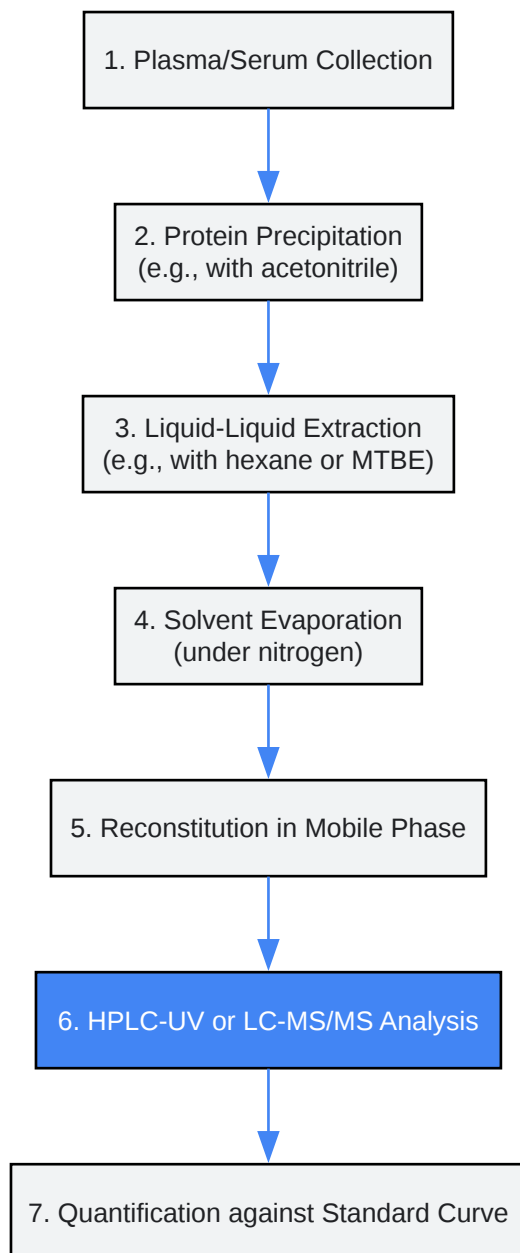 1. Plasma/Serum Collection
2. Protein Precipitation
(e.g., with acetonitrile)
3. Liquid-Liquid Extraction
(e.g., with hexane or MTBE)
4. Solvent Evaporation
(under nitrogen)
5. Reconstitution in Mobile Phase
6. HPLC-UV or LC-MS/MS Analysis
7. Quantification against Standard Curve